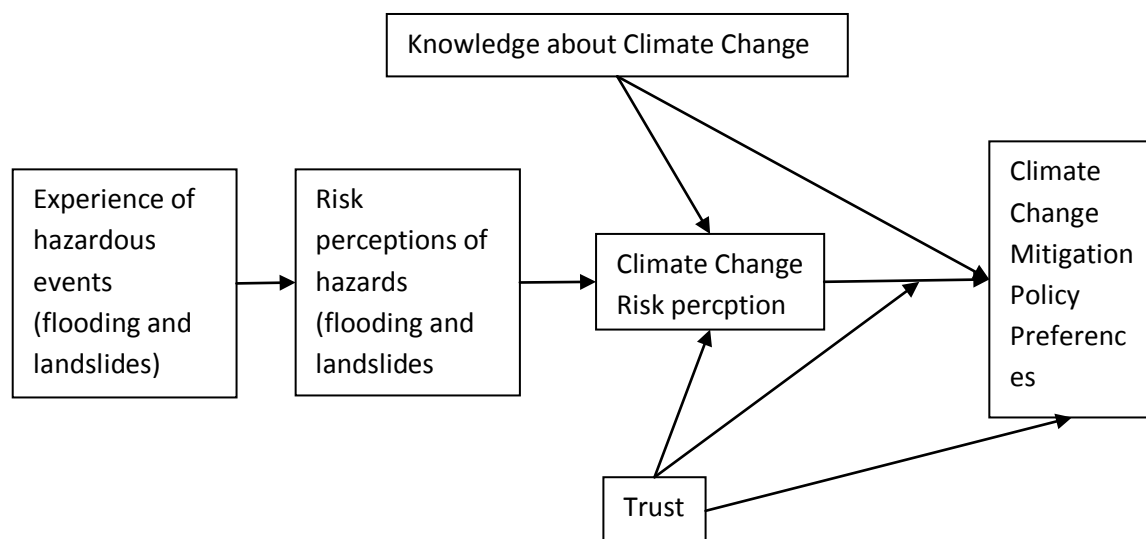 Knowledge about Climate Change
Experience of
hazardous
events
(flooding and
landslides)
Risk
perceptions of
hazards
(flooding and
landslides
Climate Change
Risk percption
Climate
Change
Mitigation
Policy
Preferenc
es
Trust